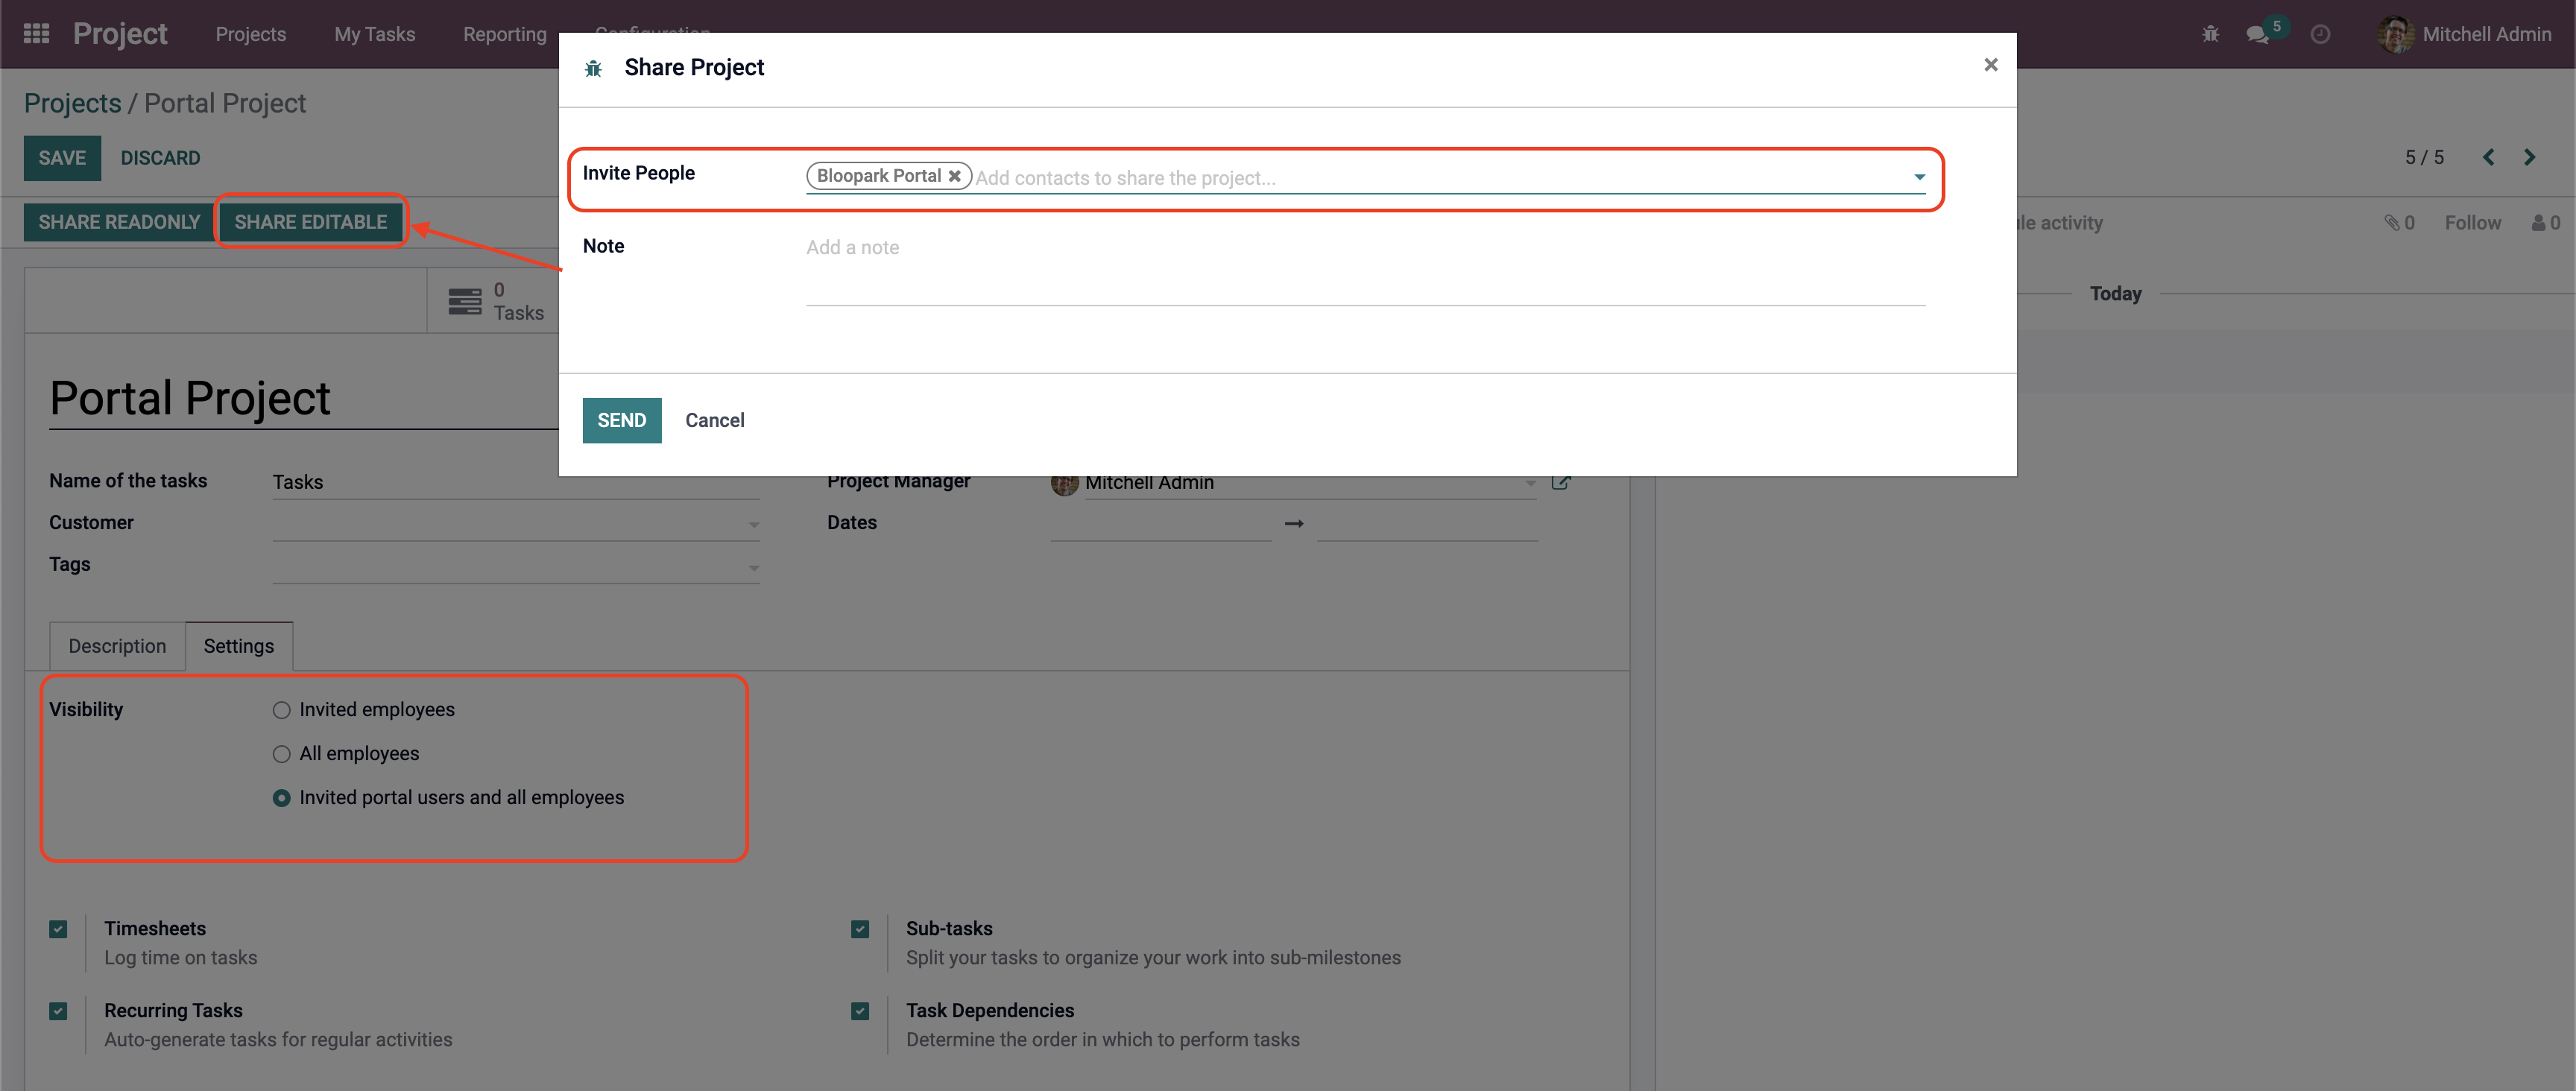 Project Projects My Tasks Reporting Configuration 5 Mitchell Admin
Share Project ×
Projects / Portal Project
SAVE DISCARD
5 / 5
Invite People Bloopark Portal ✖ Add contacts to share the project...
SHARE READONLY SHARE EDITABLE
ule activity 0 Follow 0
Note Add a note
0
Tasks
Today
Portal Project
SEND Cancel
Name of the tasks Tasks
Project Manager Mitchell Admin
Customer
Dates
Tags
Description Settings
Visibility Invited employees
All employees
Invited portal users and all employees
Timesheets
Log time on tasks
Sub-tasks
Split your tasks to organize your work into sub-milestones
Recurring Tasks
Auto-generate tasks for regular activities
Task Dependencies
Determine the order in which to perform tasks